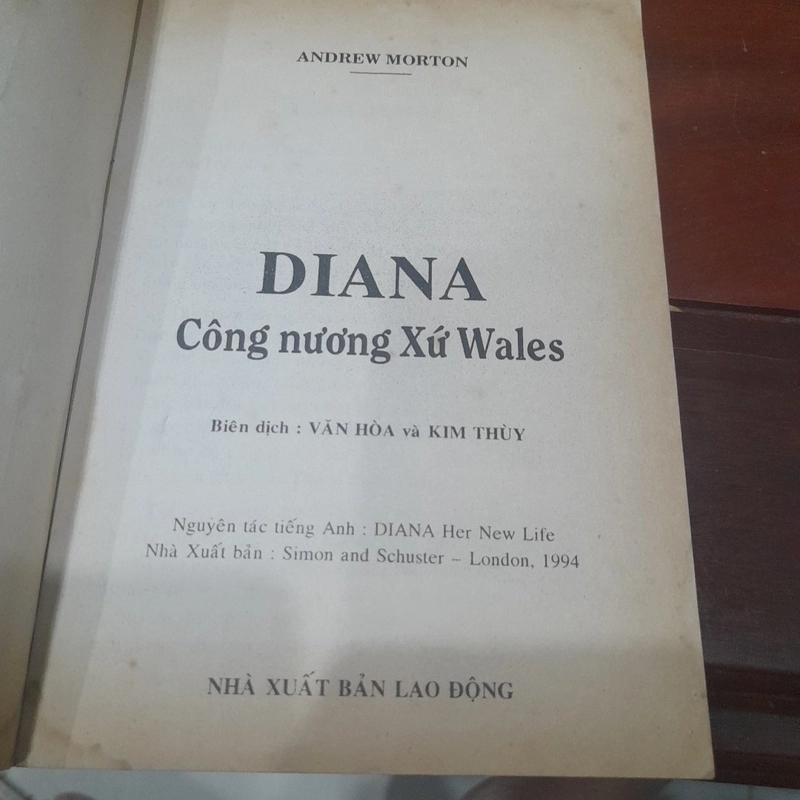 ANDREW MORTON
DIANA
Công nương Xứ Wales
Biên dịch : VĂN HÒA và KIM THÙY
Nguyên tác tiếng Anh : DIANA Her New Life
Nhà Xuất bản : Simon and Schuster – London, 1994
NHÀ XUẤT BẢN LAO ĐỘNG